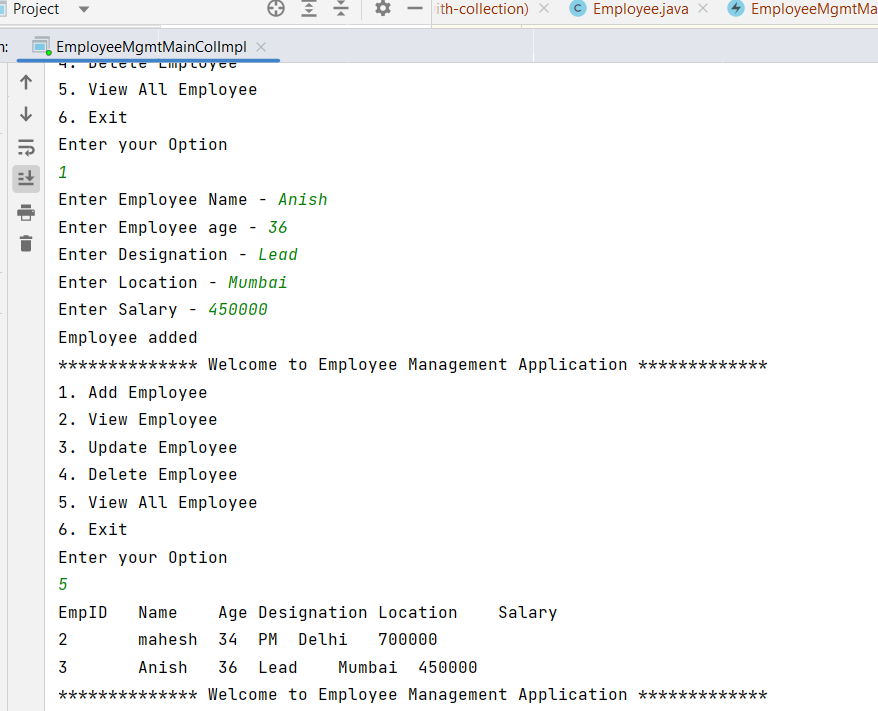 Project ith-collection) Employee.java EmployeeMgmtMa
n: EmployeeMgmtMainColImpl
4. Delete Employee
5. View All Employee
6. Exit
Enter your Option
1
Enter Employee Name - Anish
Enter Employee age - 36
Enter Designation - Lead
Enter Location - Mumbai
Enter Salary - 450000
Employee added
************** Welcome to Employee Management Application *************
1. Add Employee
2. View Employee
3. Update Employee
4. Delete Employee
5. View All Employee
6. Exit
Enter your Option
5
EmpID Name Age Designation Location Salary
2 mahesh 34 PM Delhi 700000
3 Anish 36 Lead Mumbai 450000
************** Welcome to Employee Management Application *************